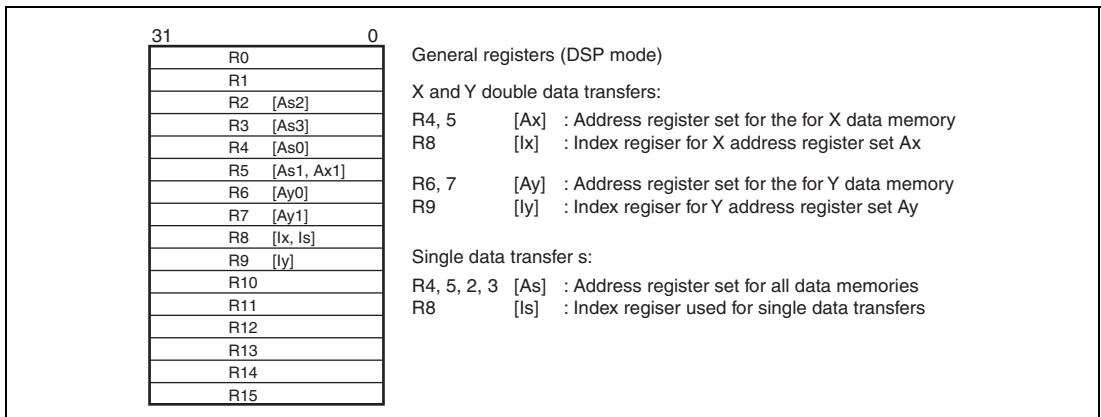 31 0
R0
R1
R2 [As2]
R3 [As3]
R4 [As0]
R5 [As1, Ax1]
R6 [Ay0]
R7 [Ay1]
R8 [Ix, Is]
R9 [Iy]
R10
R11
R12
R13
R14
R15
General registers (DSP mode)
X and Y double data transfers:
R4, 5 [Ax] : Address register set for the for X data memory
R8 [Ix] : Index regiser for X address register set Ax
R6, 7 [Ay] : Address register set for the for Y data memory
R9 [Iy] : Index regiser for Y address register set Ay
Single data transfer s:
R4, 5, 2, 3 [As] : Address register set for all data memories
R8 [Is] : Index regiser used for single data transfers